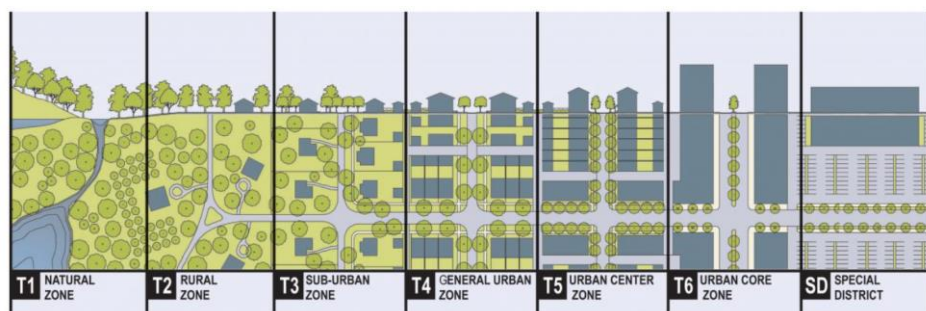 T1 NATURAL
ZONE
T2 RURAL
ZONE
T3 SUB-URBAN
ZONE
T4 GENERAL URBAN
ZONE
T5 URBAN CENTER
ZONE
T6 URBAN CORE
ZONE
SD SPECIAL
DISTRICT